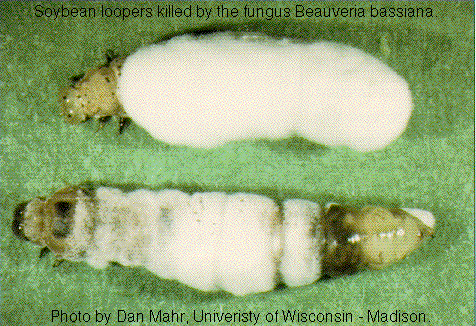 Soybean loopers killed by the fungus Beauveria bassiana.
Photo by Dan Mahr, Univeristy of Wisconsin - Madison.